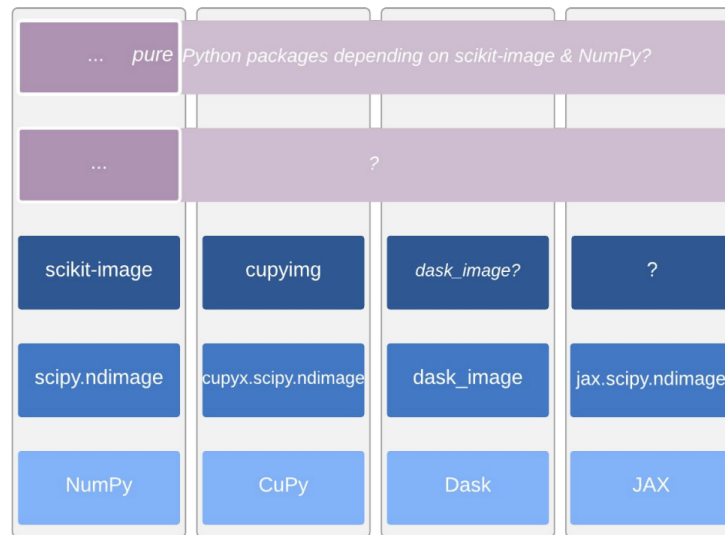 ... pure Python packages depending on scikit-image & NumPy?
... ?
scikit-image cupyimg dask_image? ?
scipy.ndimage cupyx.scipy.ndimage dask_image jax.scipy.ndimage
NumPy CuPy Dask JAX